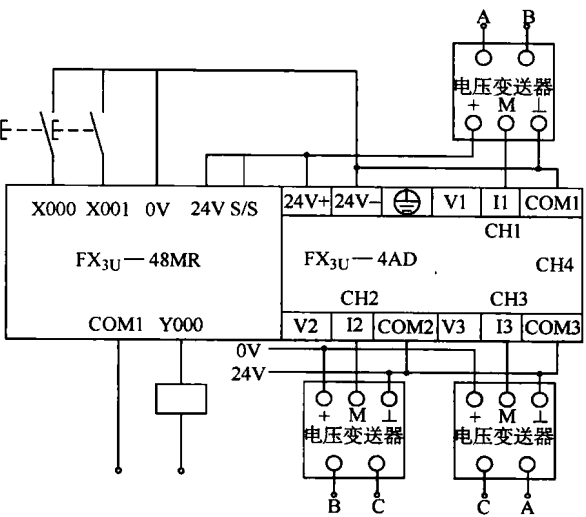 A B
电压变送器
+ M ⊥
X000 X001 0V 24V S/S 24V+ 24V− V1 I1 COM1
CH1
FX3U—48MR FX3U—4AD CH4
CH2 CH3
COM1 Y000 V2 I2 COM2 V3 I3 COM3
0V
24V
+ M ⊥ + M ⊥
电压变送器 电压变送器
B C C A